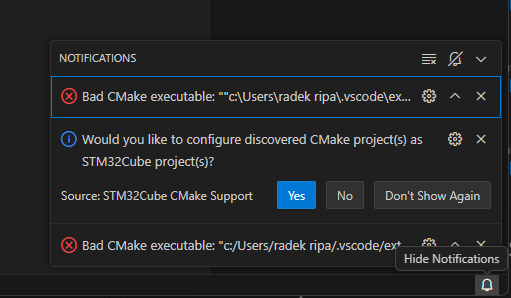 NOTIFICATIONS
Bad CMake executable: ""c:\Users\radek ripa\.vscode\ex...
Would you like to configure discovered CMake project(s) as
STM32Cube project(s)?
Source: STM32Cube CMake Support
Yes
No
Don't Show Again
Bad CMake executable: "c:/Users/radek ripa/.vscode/ext
Hide Notifications